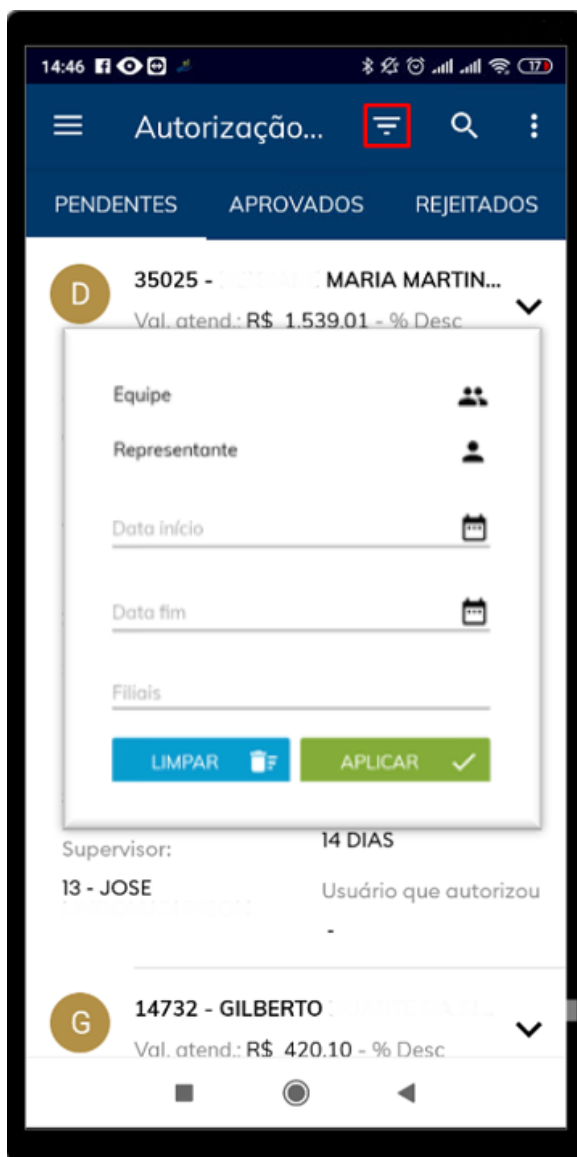 14:46 17
Autorização...
PENDENTES APROVADOS REJEITADOS
D 35025 - MARIA MARTIN...
Val. atend.: R$ 1.539,01 - % Desc
Equipe
Representante
Data início
Data fim
Filiais
LIMPAR APLICAR
14 DIAS
Supervisor:
13 - JOSE
Usuário que autorizou
-
G 14732 - GILBERTO
Val. atend.: R$ 420,10 - % Desc